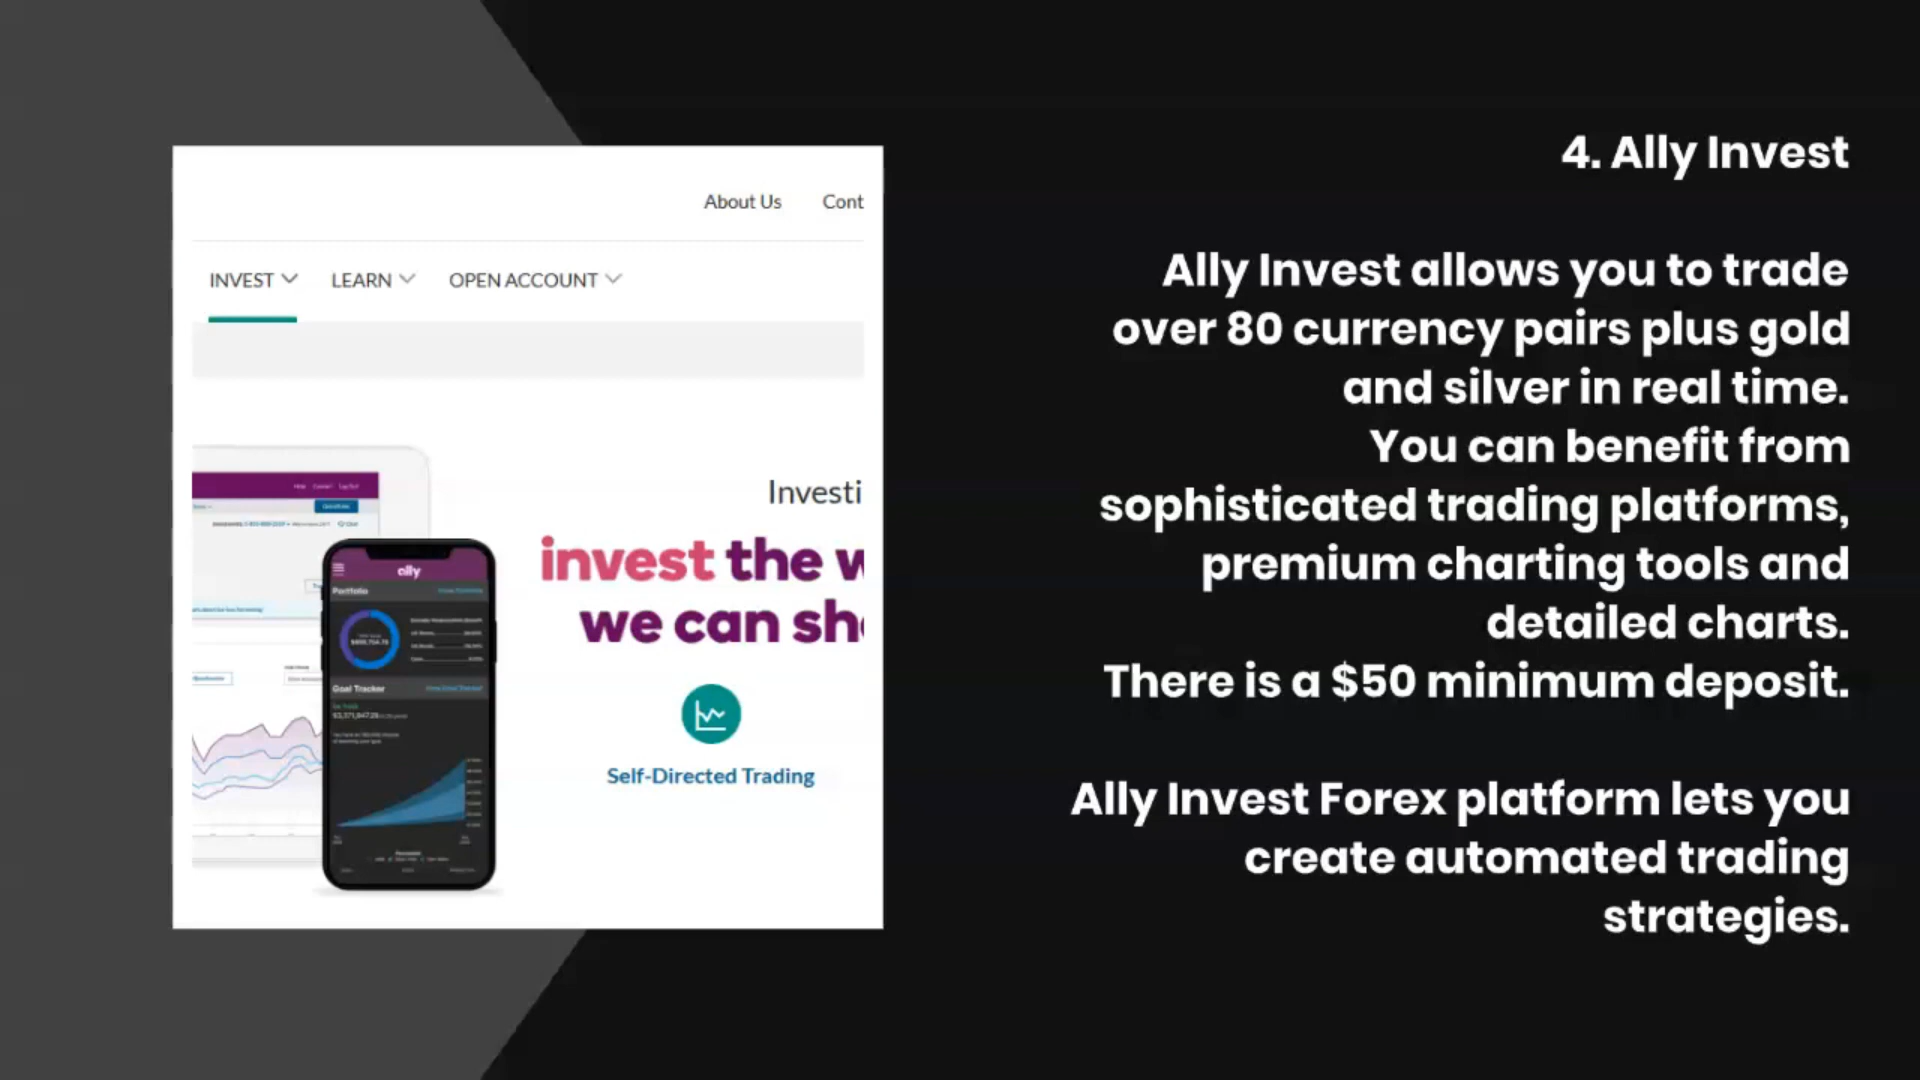 About Us Cont
INVEST LEARN OPEN ACCOUNT
Investi
invest the w
we can sh
Self-Directed Trading
ally
Portfolio
Goal Tracker
4. Ally Invest
Ally Invest allows you to trade
over 80 currency pairs plus gold
and silver in real time.
You can benefit from
sophisticated trading platforms,
premium charting tools and
detailed charts.
There is a $50 minimum deposit.
Ally Invest Forex platform lets you
create automated trading
strategies.